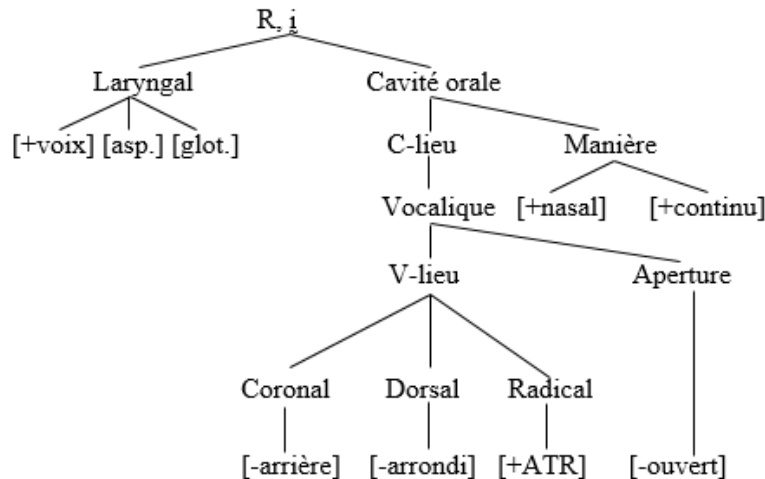 R, ḭ
Laryngal Cavité orale
[+voix] [asp.] [glot.] C-lieu Manière
Vocalique [+nasal] [+continu]
V-lieu Aperture
Coronal Dorsal Radical
[-arrière] [-arrondi] [+ATR] [-ouvert]